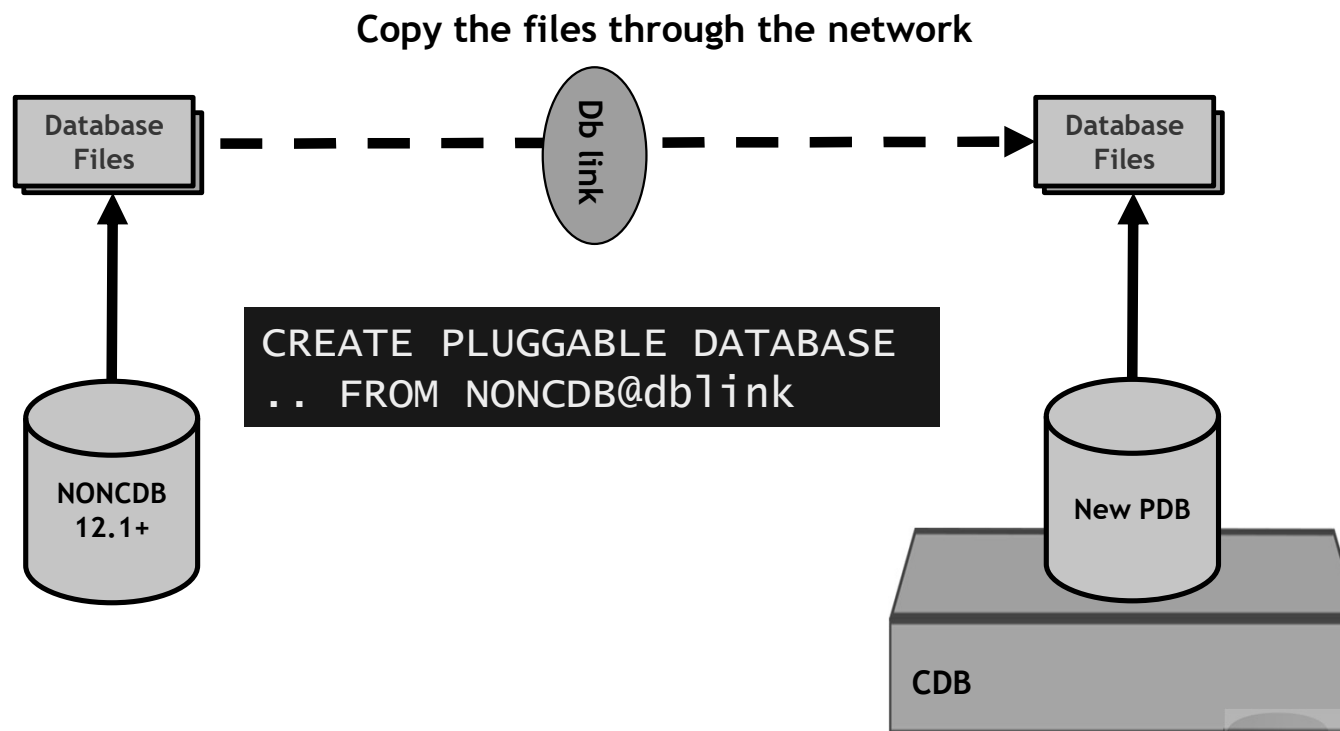 Copy the files through the network
Database
Files
Db link
Database
Files
CREATE PLUGGABLE DATABASE
.. FROM NONCDB@dblink
NONCDB
12.1+
New PDB
CDB